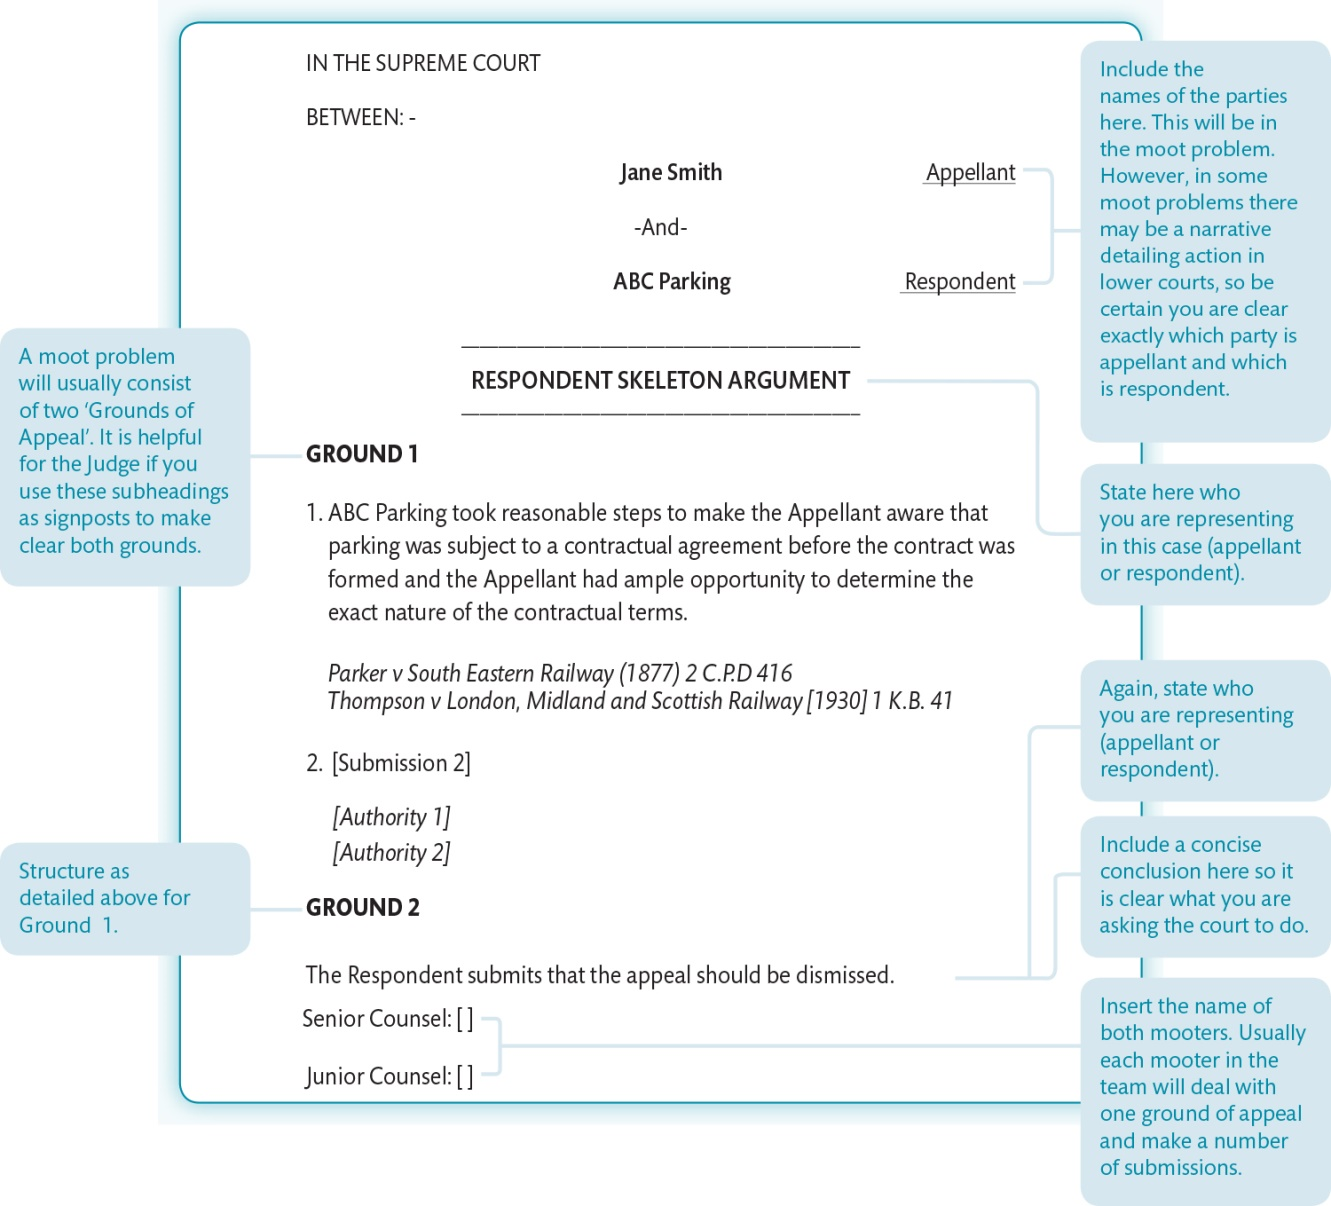 IN THE SUPREME COURT
BETWEEN: -
Jane Smith
Appellant
-And-
ABC Parking
Respondent
RESPONDENT SKELETON ARGUMENT
GROUND 1
1. ABC Parking took reasonable steps to make the Appellant aware that
parking was subject to a contractual agreement before the contract was
formed and the Appellant had ample opportunity to determine the
exact nature of the contractual terms.
Parker v South Eastern Railway (1877) 2 C.P.D 416
Thompson v London, Midland and Scottish Railway [1930] 1 K.B. 41
2. [Submission 2]
[Authority 1]
[Authority 2]
GROUND 2
The Respondent submits that the appeal should be dismissed.
Senior Counsel: [ ]
Junior Counsel: [ ]
A moot problem
will usually consist
of two ‘Grounds of
Appeal’. It is helpful
for the Judge if you
use these subheadings
as signposts to make
clear both grounds.
Structure as
detailed above for
Ground 1.
Include the
names of the parties
here. This will be in
the moot problem.
However, in some
moot problems there
may be a narrative
detailing action in
lower courts, so be
certain you are clear
exactly which party is
appellant and which
is respondent.
State here who
you are representing
in this case (appellant
or respondent).
Again, state who
you are representing
(appellant or
respondent).
Include a concise
conclusion here so it
is clear what you are
asking the court to do.
Insert the name of
both mooters. Usually
each mooter in the
team will deal with
one ground of appeal
and make a number
of submissions.